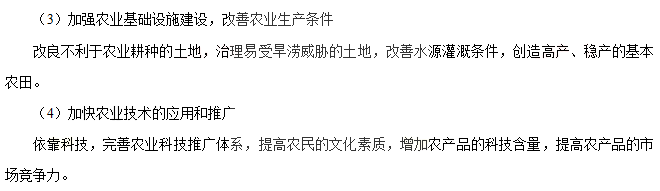 （3）加强农业基础设施建设，改善农业生产条件
改良不利于农业耕种的土地，治理易受旱涝威胁的土地，改善水源灌溉条件，创造高产、稳产的基本
农田。
（4）加快农业技术的应用和推广
依靠科技，完善农业科技推广体系，提高农民的文化素质，增加农产品的科技含量，提高农产品的市
场竞争力。